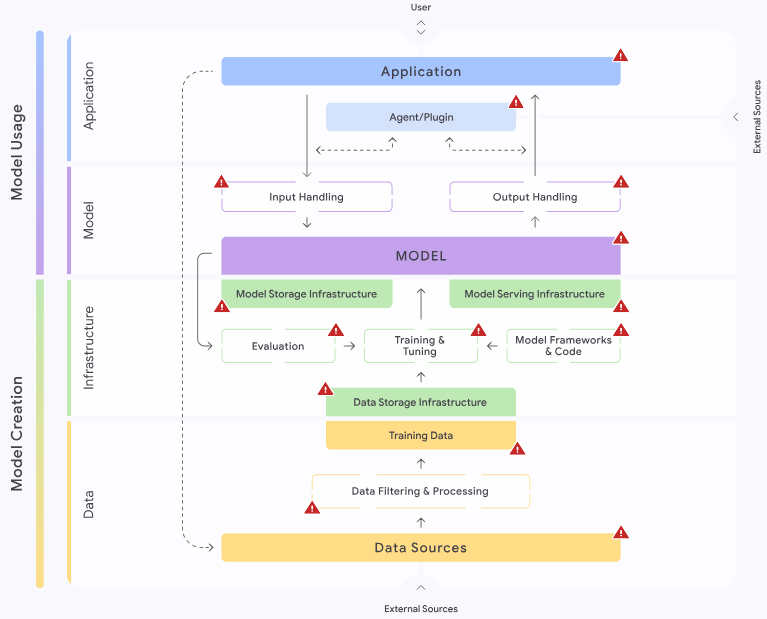 User
Application
Agent/Plugin
External Sources
Model Usage
Application
Input Handling
Output Handling
Model
MODEL
Model Storage Infrastructure
Model Serving Infrastructure
Infrastructure
Evaluation
Training &
Tuning
Model Frameworks
& Code
Data Storage Infrastructure
Model Creation
Training Data
Data Filtering & Processing
Data
Data Sources
External Sources